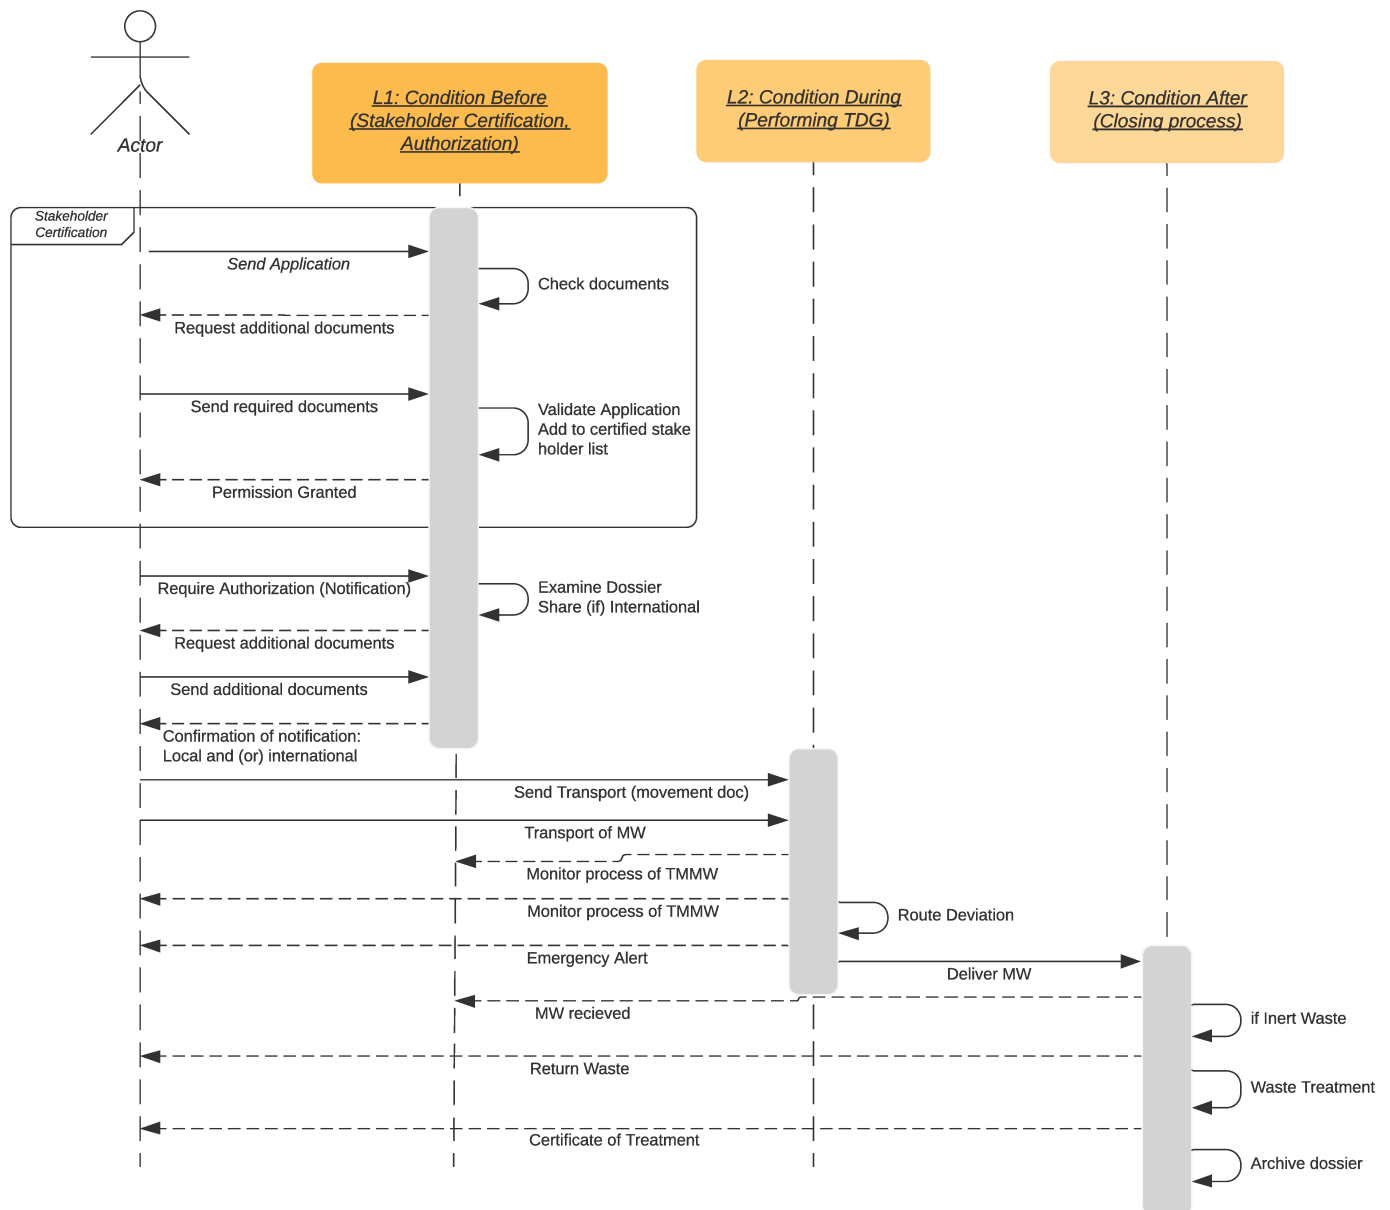 Actor
L1: Condition Before
(Stakeholder Certification,
Authorization)
L2: Condition During
(Performing TDG)
L3: Condition After
(Closing process)
Stakeholder
Certification
Send Application
Check documents
Request additional documents
Send required documents
Validate Application
Add to certified stake
holder list
Permission Granted
Require Authorization (Notification)
Examine Dossier
Share (if) International
Request additional documents
Send additional documents
Confirmation of notification:
Local and (or) international
Send Transport (movement doc)
Transport of MW
Monitor process of TMMW
Monitor process of TMMW
Route Deviation
Emergency Alert
Deliver MW
MW recieved
if Inert Waste
Return Waste
Waste Treatment
Certificate of Treatment
Archive dossier